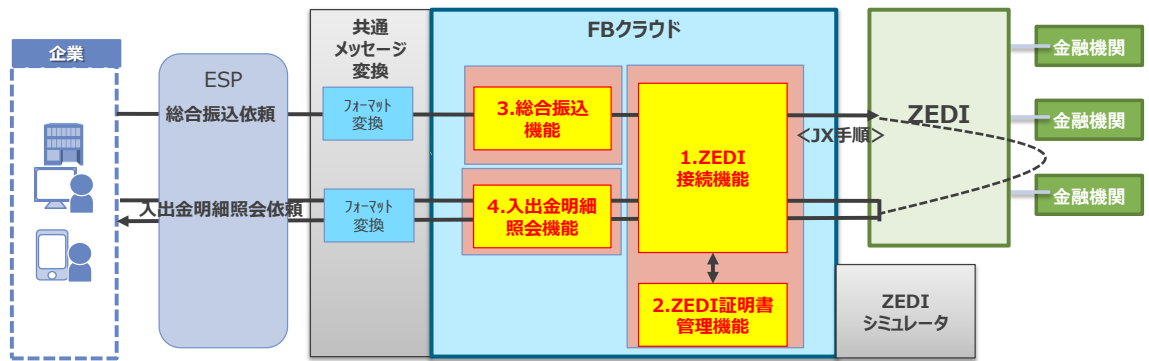 企業
ESP
総合振込依頼
入出金明細照会依頼
共通
メッセージ
変換
フォーマット
変換
フォーマット
変換
FBクラウド
3.総合振込
機能
4.入出金明細
照会機能
1.ZEDI
接続機能
2.ZEDI証明書
管理機能
<JX手順>
ZEDI
ZEDI
シミュレータ
金融機関
金融機関
金融機関